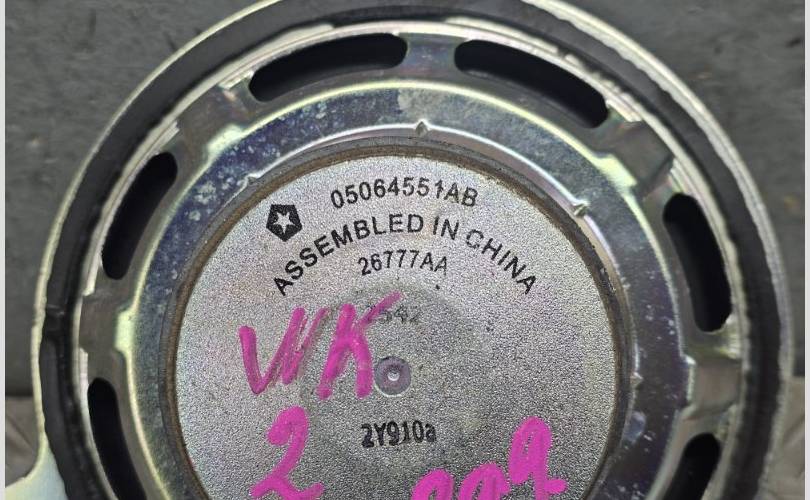 05064551AB
ASSEMBLED IN CHINA
26777AA
WK
2Y910a
2